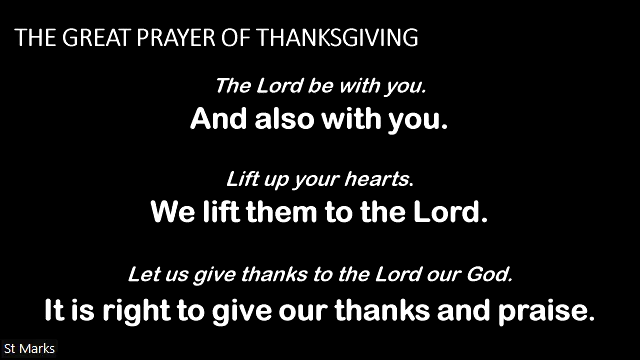 THE GREAT PRAYER OF THANKSGIVING
The Lord be with you.
And also with you.
Lift up your hearts.
We lift them to the Lord.
Let us give thanks to the Lord our God.
It is right to give our thanks and praise.
St Marks